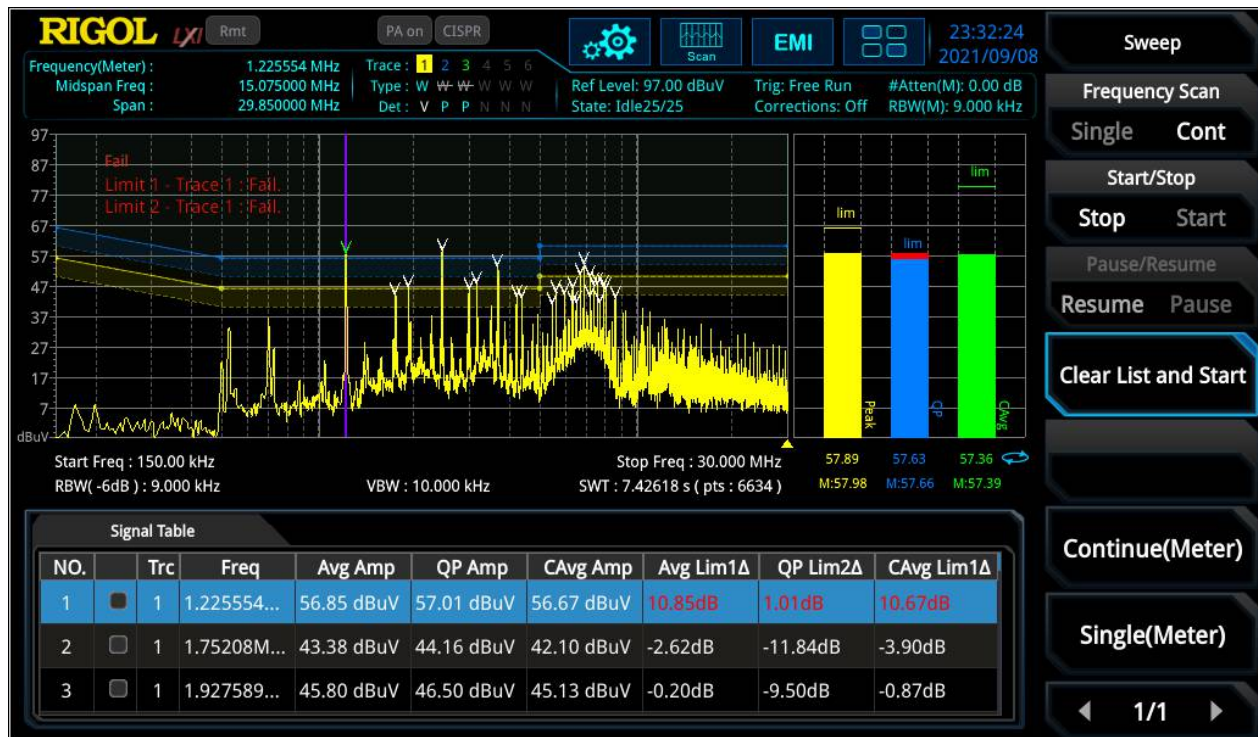 RIGOL LXI Rmt PA on CISPR Scan EMI 23:32:24
2021/09/08
Frequency(Meter) : 1.225554 MHz Trace : 1 2 3 4 5 6
Midspan Freq : 15.075000 MHz Type : W W W W W W
Span : 29.850000 MHz Det : V P P N N N
Ref Level: 97.00 dBuV Trig: Free Run #Atten(M): 0.00 dB
State: Idle25/25 Corrections: Off RBW(M): 9.000 kHz
97
87
77
67
57
47
37
27
17
7
dBuV
Fail
Limit 1 - Trace 1 : Fail.
Limit 2 - Trace 1 : Fail.
lim
lim
lim
Peak
QP
CAvg
57.89 57.63 57.36
M:57.98 M:57.66 M:57.39
Start Freq : 150.00 kHz Stop Freq : 30.000 MHz
RBW( -6dB ) : 9.000 kHz VBW : 10.000 kHz SWT : 7.42618 s ( pts : 6634 )
Signal Table
NO. Trc Freq Avg Amp QP Amp CAvg Amp Avg Lim1Δ QP Lim2Δ CAvg Lim1Δ
1 1 1.225554... 56.85 dBuV 57.01 dBuV 56.67 dBuV 10.85dB 1.01dB 10.67dB
2 1 1.75208M... 43.38 dBuV 44.16 dBuV 42.10 dBuV -2.62dB -11.84dB -3.90dB
3 1 1.927589... 45.80 dBuV 46.50 dBuV 45.13 dBuV -0.20dB -9.50dB -0.87dB
Sweep
Frequency Scan
Single Cont
Start/Stop
Stop Start
Pause/Resume
Resume Pause
Clear List and Start
Continue(Meter)
Single(Meter)
1/1